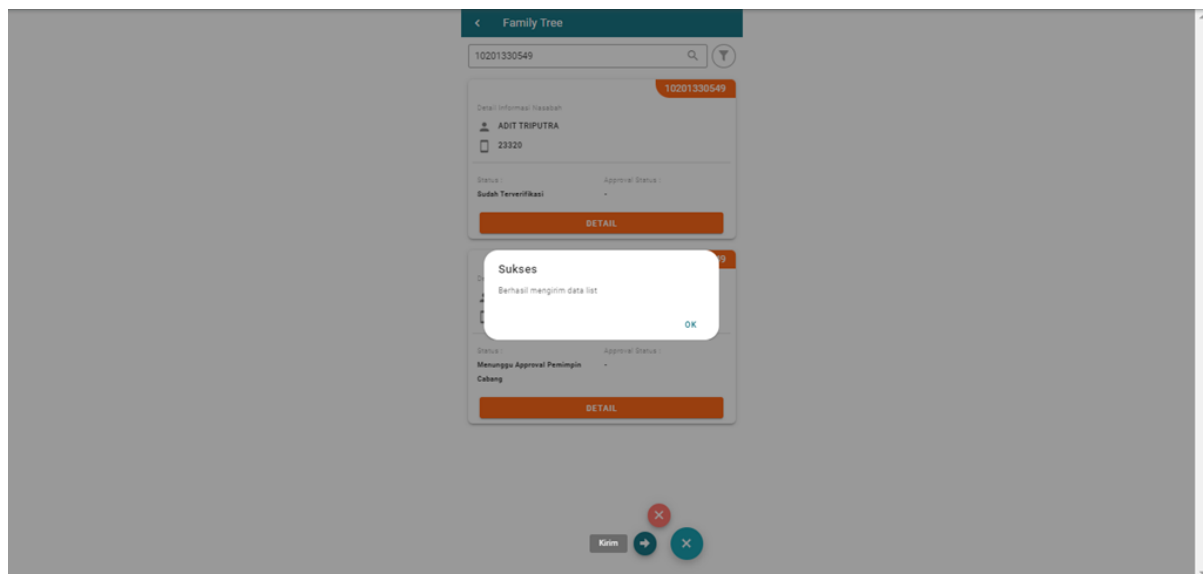 Family Tree
10201330549
10201330549
Detail Informasi Nasabah
ADIT TRIPUTRA
23320
Status :
Approval Status :
Sudah Terverifikasi
-
DETAIL
Sukses
Berhasil mengirim data list
OK
Status :
Approval Status :
Menunggu Approval Pemimpin
Cabang
-
DETAIL
Kirim